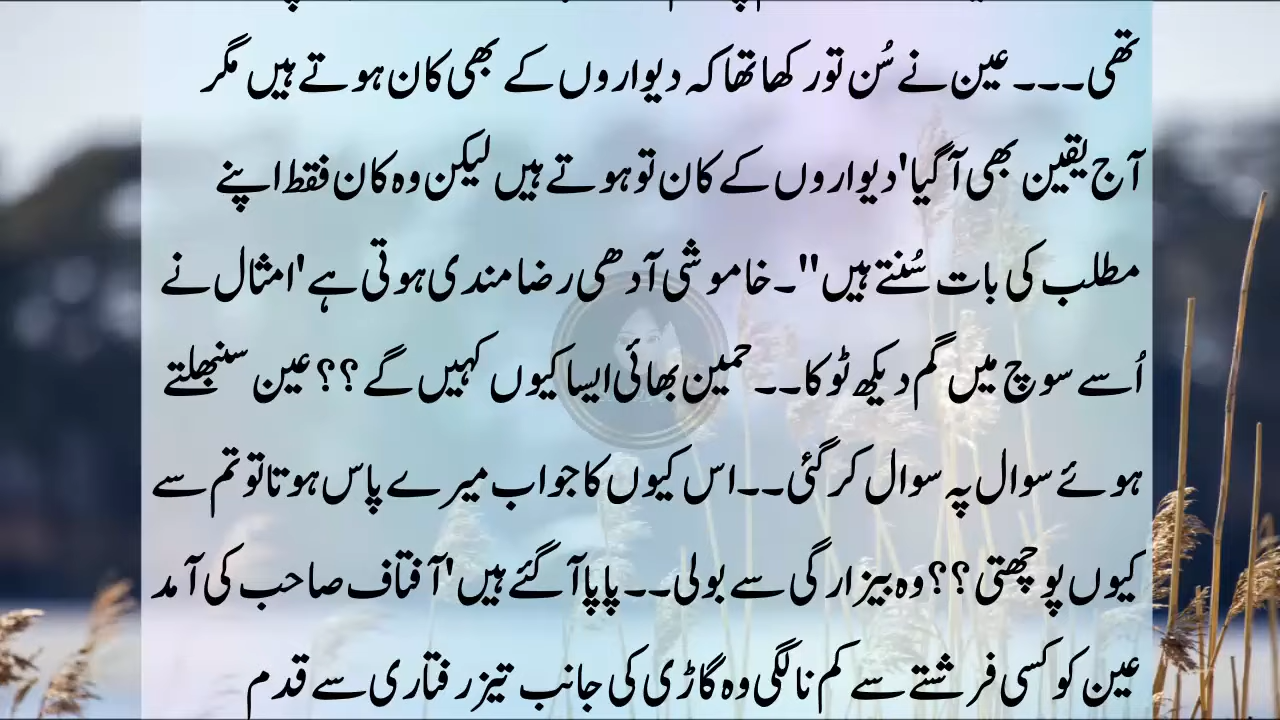 تھی۔۔۔ عین نے سُن تو رکھا تھا کہ دیواروں کے بھی کان ہوتے ہیں مگر
آج یقین بھی آگیا'دیواروں کے کان تو ہوتے ہیں لیکن وہ کان فقط اپنے
مطلب کی بات سُنتے ہیں"۔خاموشی آدھی رضامندی ہوتی ہے'امثال نے
اُسے سوچ میں گم دیکھ ٹوکا۔۔حمین بھائی ایسا کیوں کہیں گے؟؟عین سنبھلتے
ہوئے سوال پہ سوال کر گئی۔۔اس کیوں کا جواب میرے پاس ہوتا تو تم سے
کیوں پوچھتی؟؟وہ بیزارگی سے بولی۔۔پاپا آگئے ہیں'آفتاف صاحب کی آمد
عین کو کسی فرشتے سے کم نا لگی وہ گاڑی کی جانب تیز رفتاری سے قدم